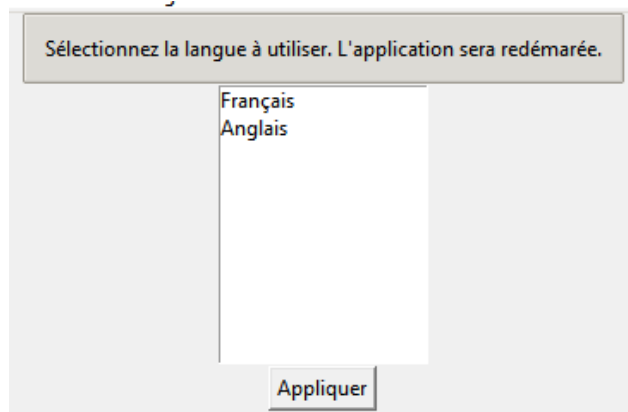 Sélectionnez la langue à utiliser. L'application sera redémarée.
Français
Anglais
Appliquer